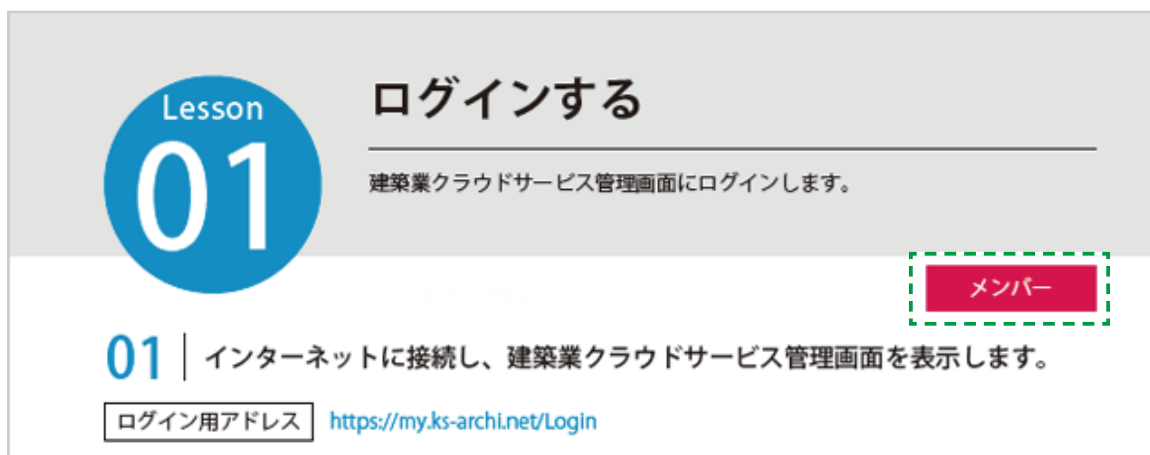 Lesson
01
ログインする
建築業クラウドサービス管理画面にログインします。
メンバー
01 インターネットに接続し、建築業クラウドサービス管理画面を表示します。
ログイン用アドレス https://my.ks-archi.net/Login